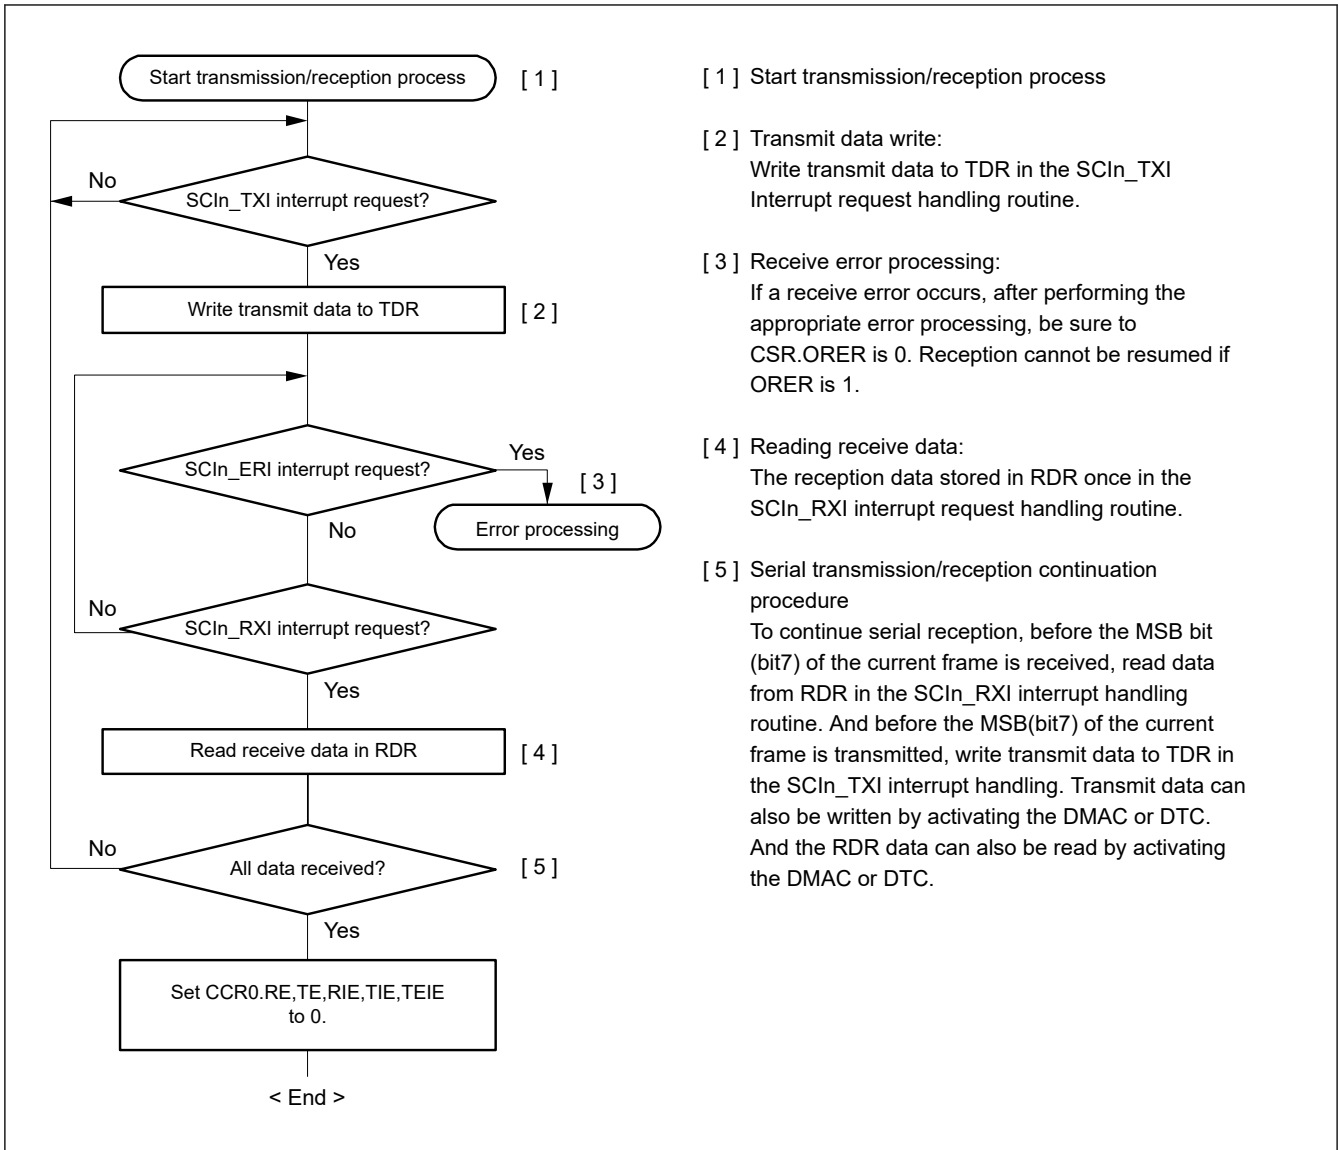 Start transmission/reception process
[ 1 ]
No
SCIn_TXI interrupt request?
Yes
Write transmit data to TDR
[ 2 ]
SCIn_ERI interrupt request?
Yes
[ 3 ]
Error processing
No
No
SCIn_RXI interrupt request?
Yes
Read receive data in RDR
[ 4 ]
No
All data received?
[ 5 ]
Yes
Set CCR0.RE,TE,RIE,TIE,TEIE
to 0.
< End >
[ 1 ] Start transmission/reception process
[ 2 ] Transmit data write:
Write transmit data to TDR in the SCIn_TXI
Interrupt request handling routine.
[ 3 ] Receive error processing:
If a receive error occurs, after performing the
appropriate error processing, be sure to
CSR.ORER is 0. Reception cannot be resumed if
ORER is 1.
[ 4 ] Reading receive data:
The reception data stored in RDR once in the
SCIn_RXI interrupt request handling routine.
[ 5 ] Serial transmission/reception continuation
procedure
To continue serial reception, before the MSB bit
(bit7) of the current frame is received, read data
from RDR in the SCIn_RXI interrupt handling
routine. And before the MSB(bit7) of the current
frame is transmitted, write transmit data to TDR in
the SCIn_TXI interrupt handling. Transmit data can
also be written by activating the DMAC or DTC.
And the RDR data can also be read by activating
the DMAC or DTC.